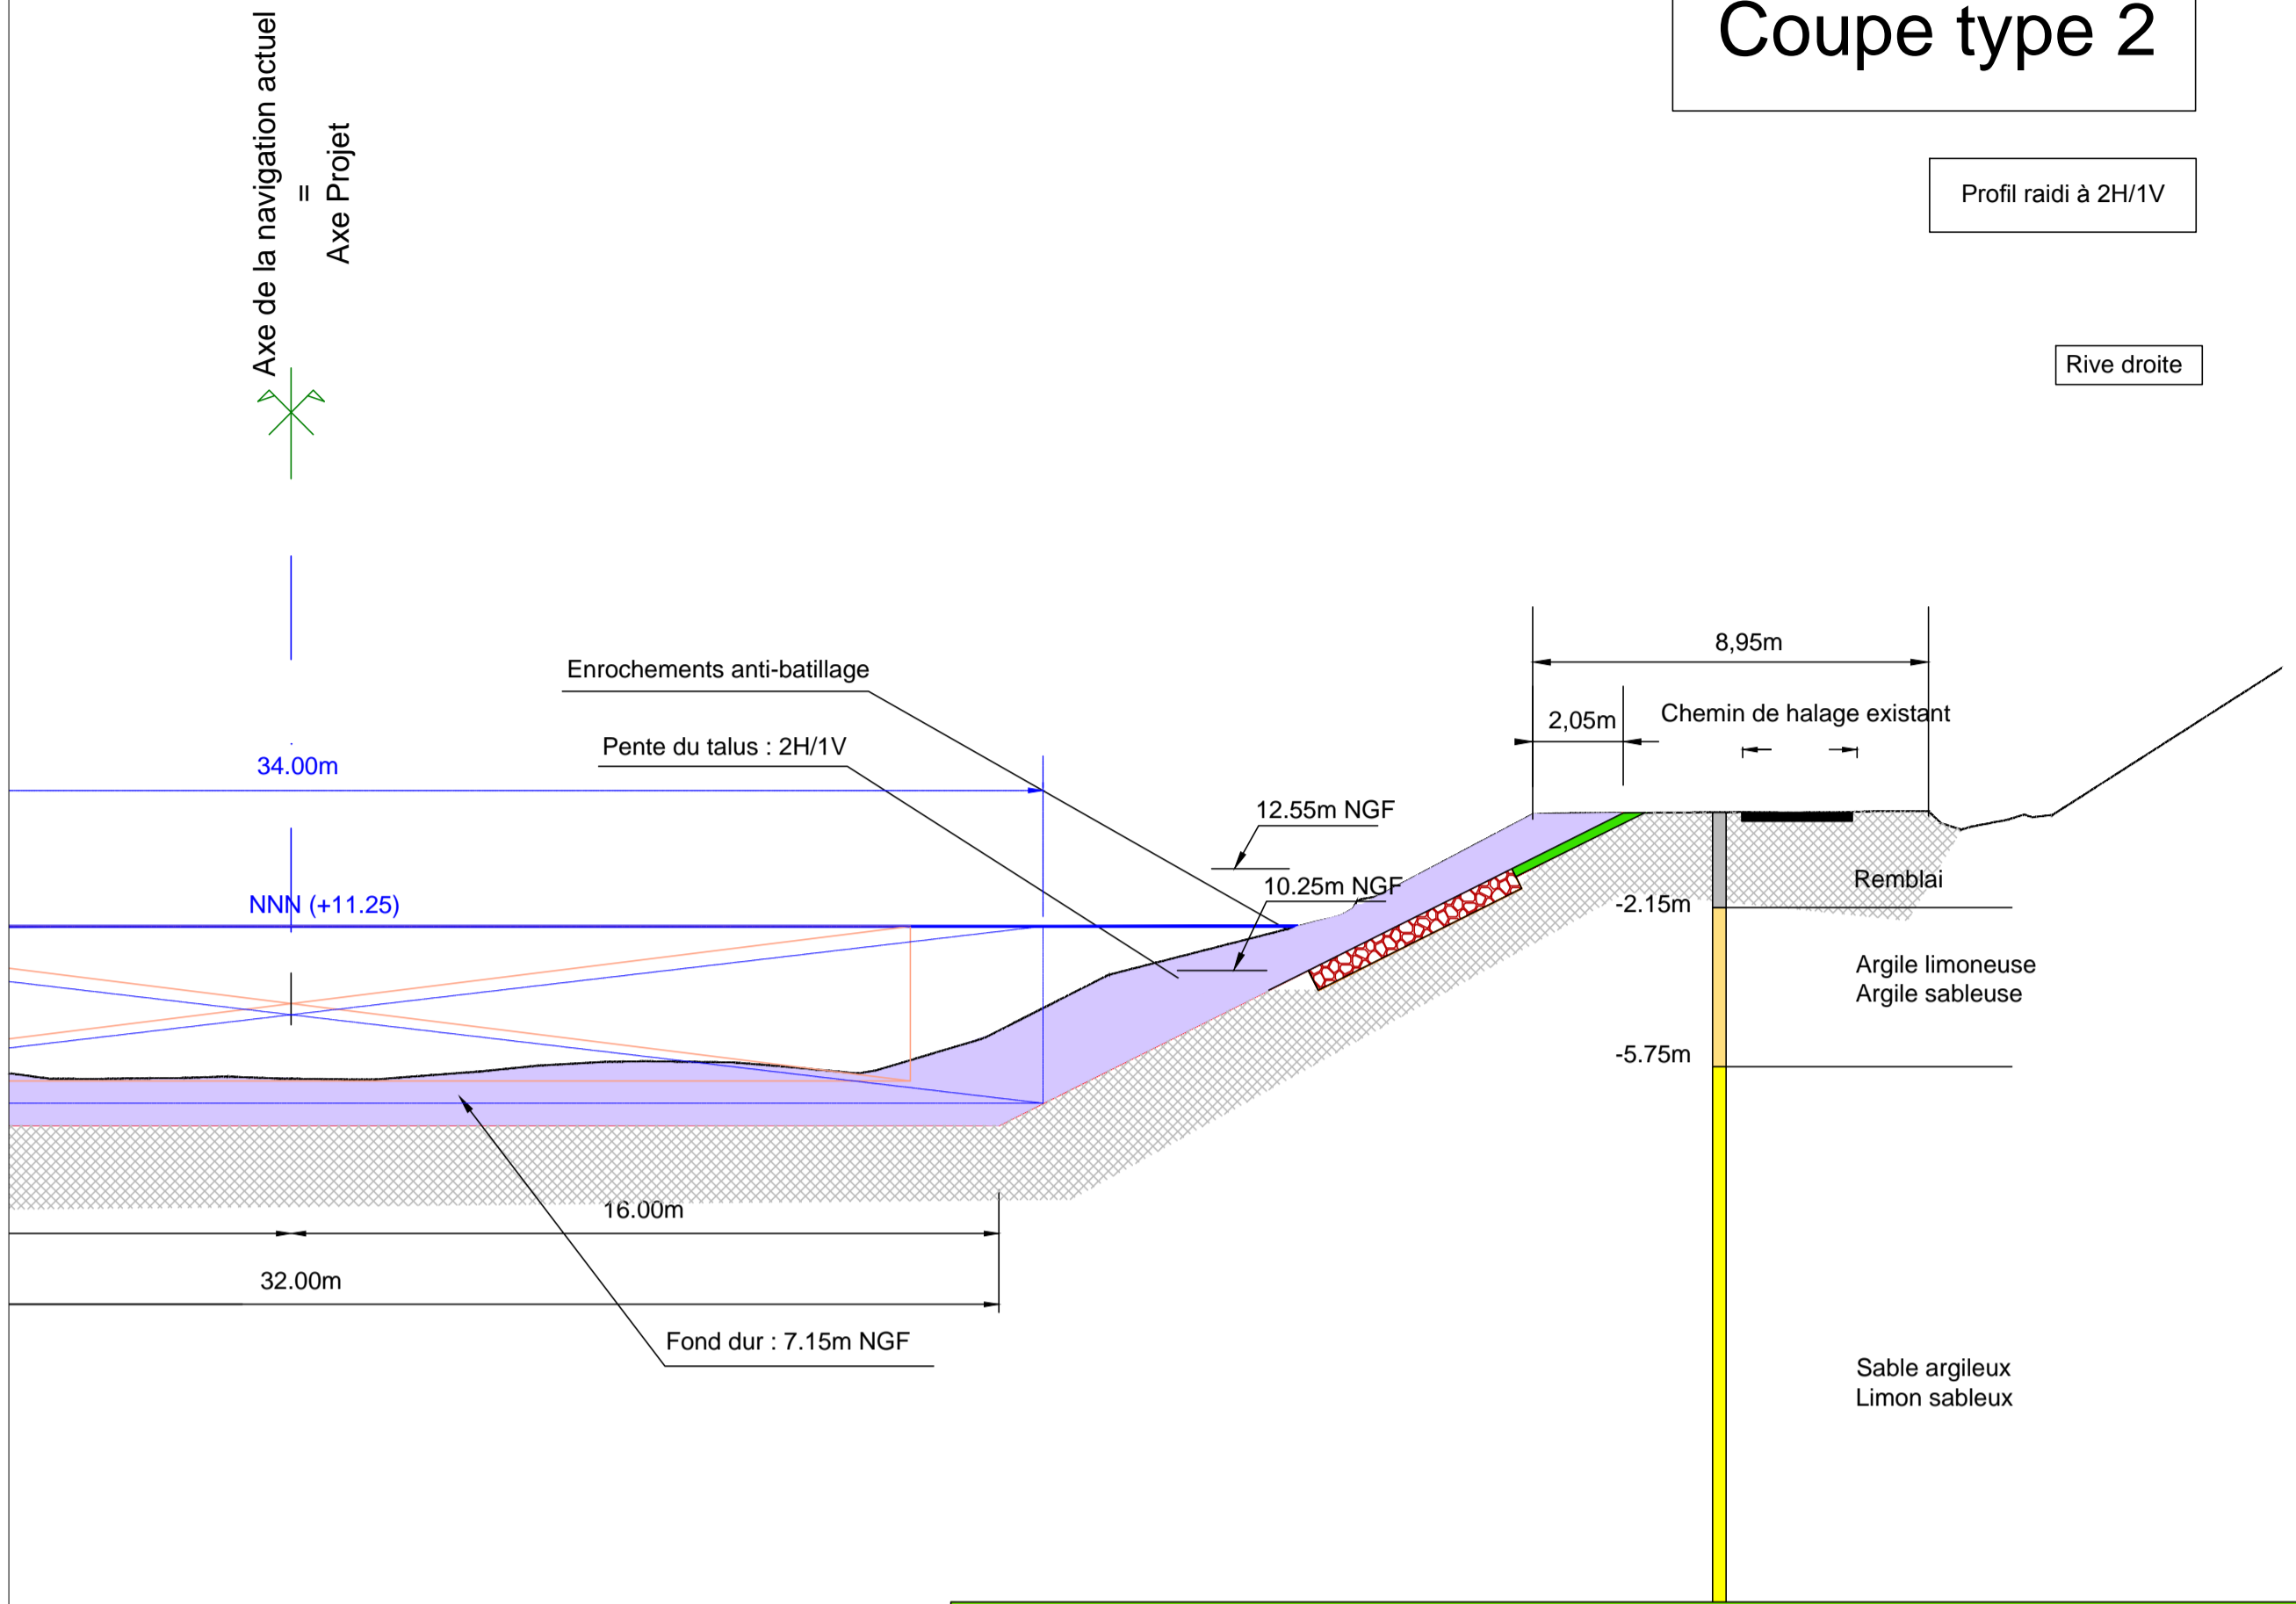 Coupe type 2
Axe de la navigation actuel
=
Axe Projet
Profil raidi à 2H/1V
Rive droite
8,95m
Enrochements anti-batillage
2,05m
Chemin de halage existant
Pente du talus : 2H/1V
34.00m
12.55m NGF
10.25m NGF
Remblai
NNN (+11.25)
-2.15m
Argile limoneuse
Argile sableuse
-5.75m
16.00m
32.00m
Fond dur : 7.15m NGF
Sable argileux
Limon sableux